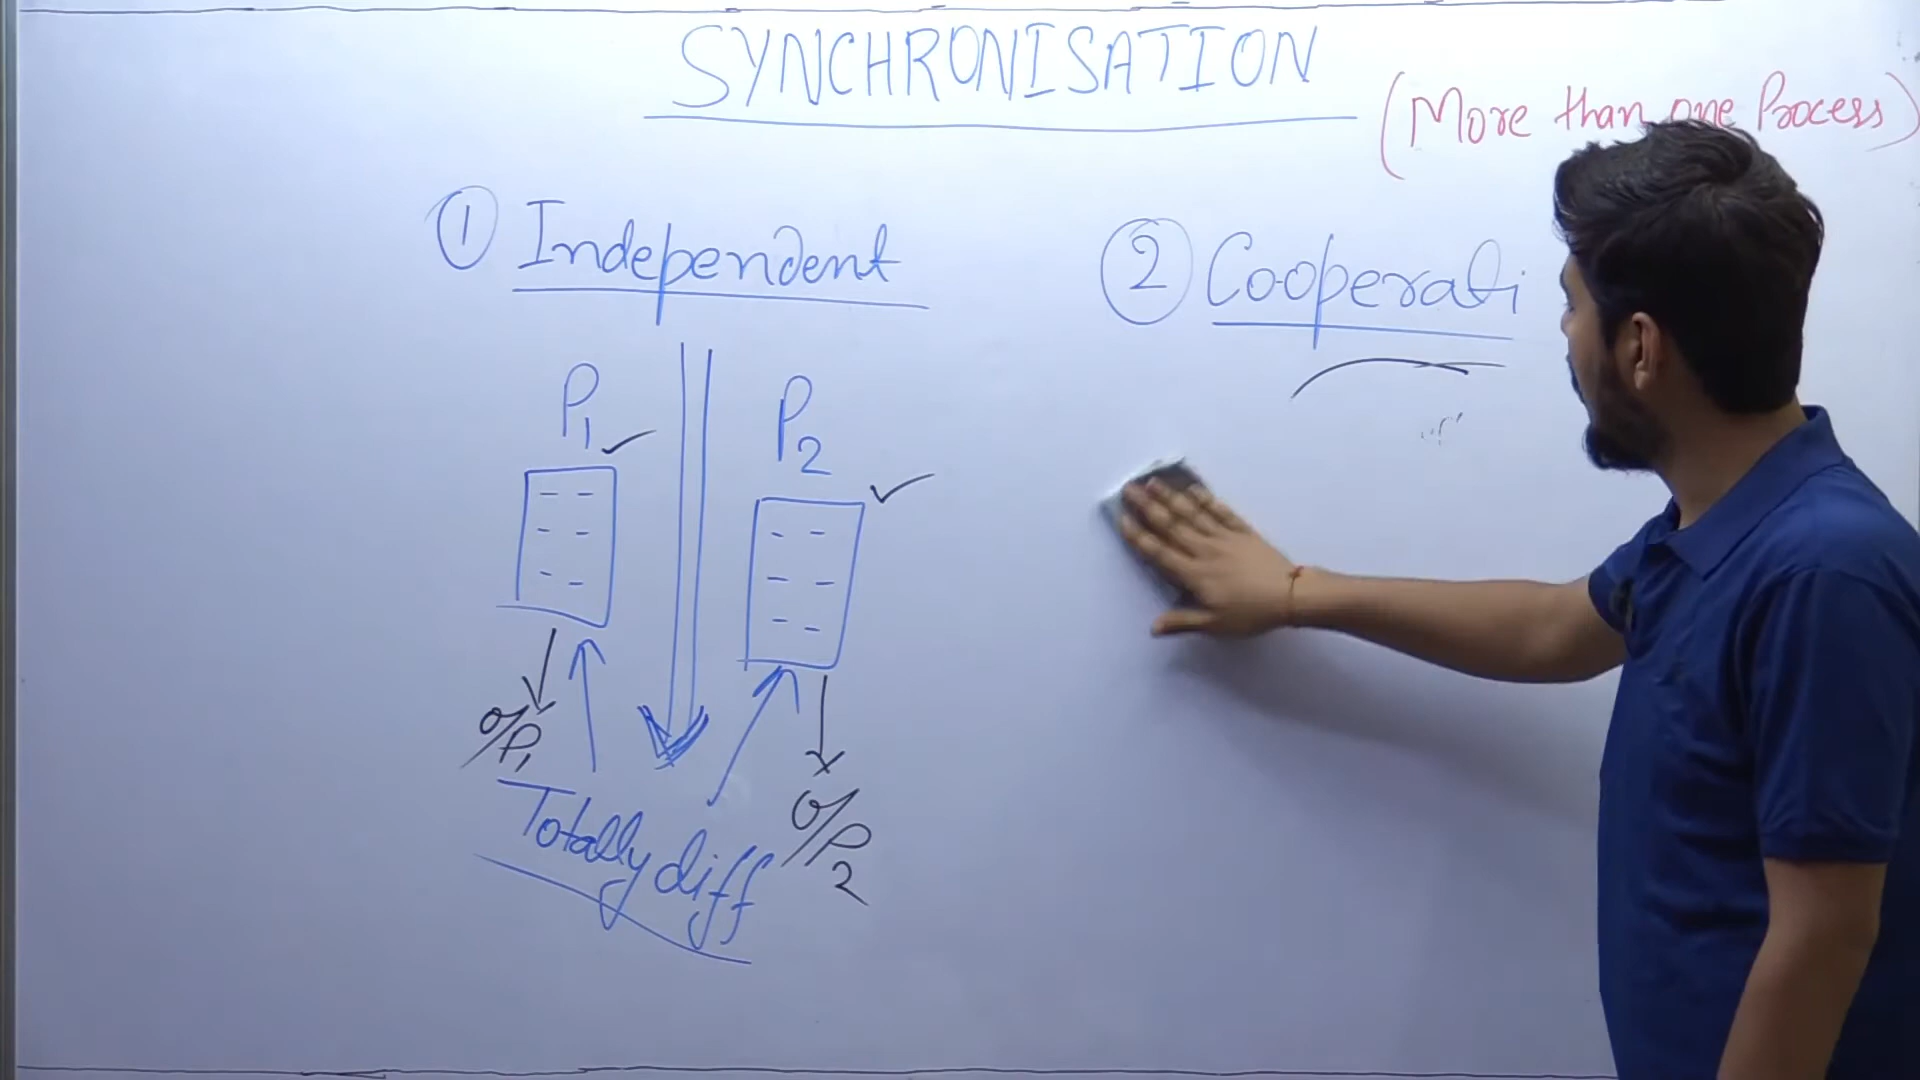 SYNCHRONISATION
(More than one Process)
① Independent
② Cooperati
P1
P2
O/P1
O/P2
Totally diff